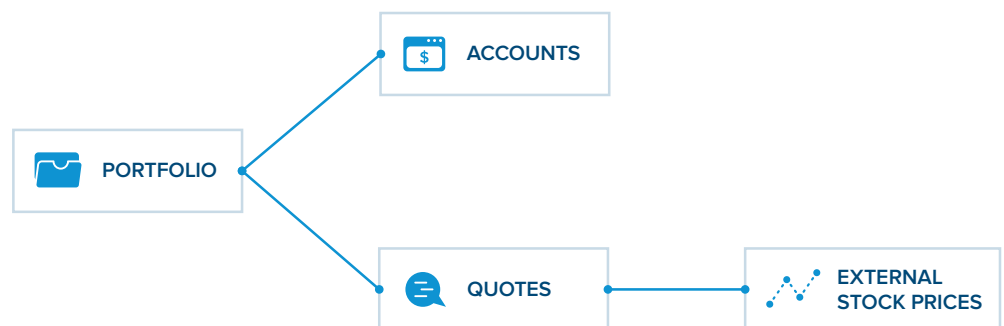 ACCOUNTS
$
PORTFOLIO
QUOTES
EXTERNAL
STOCK PRICES